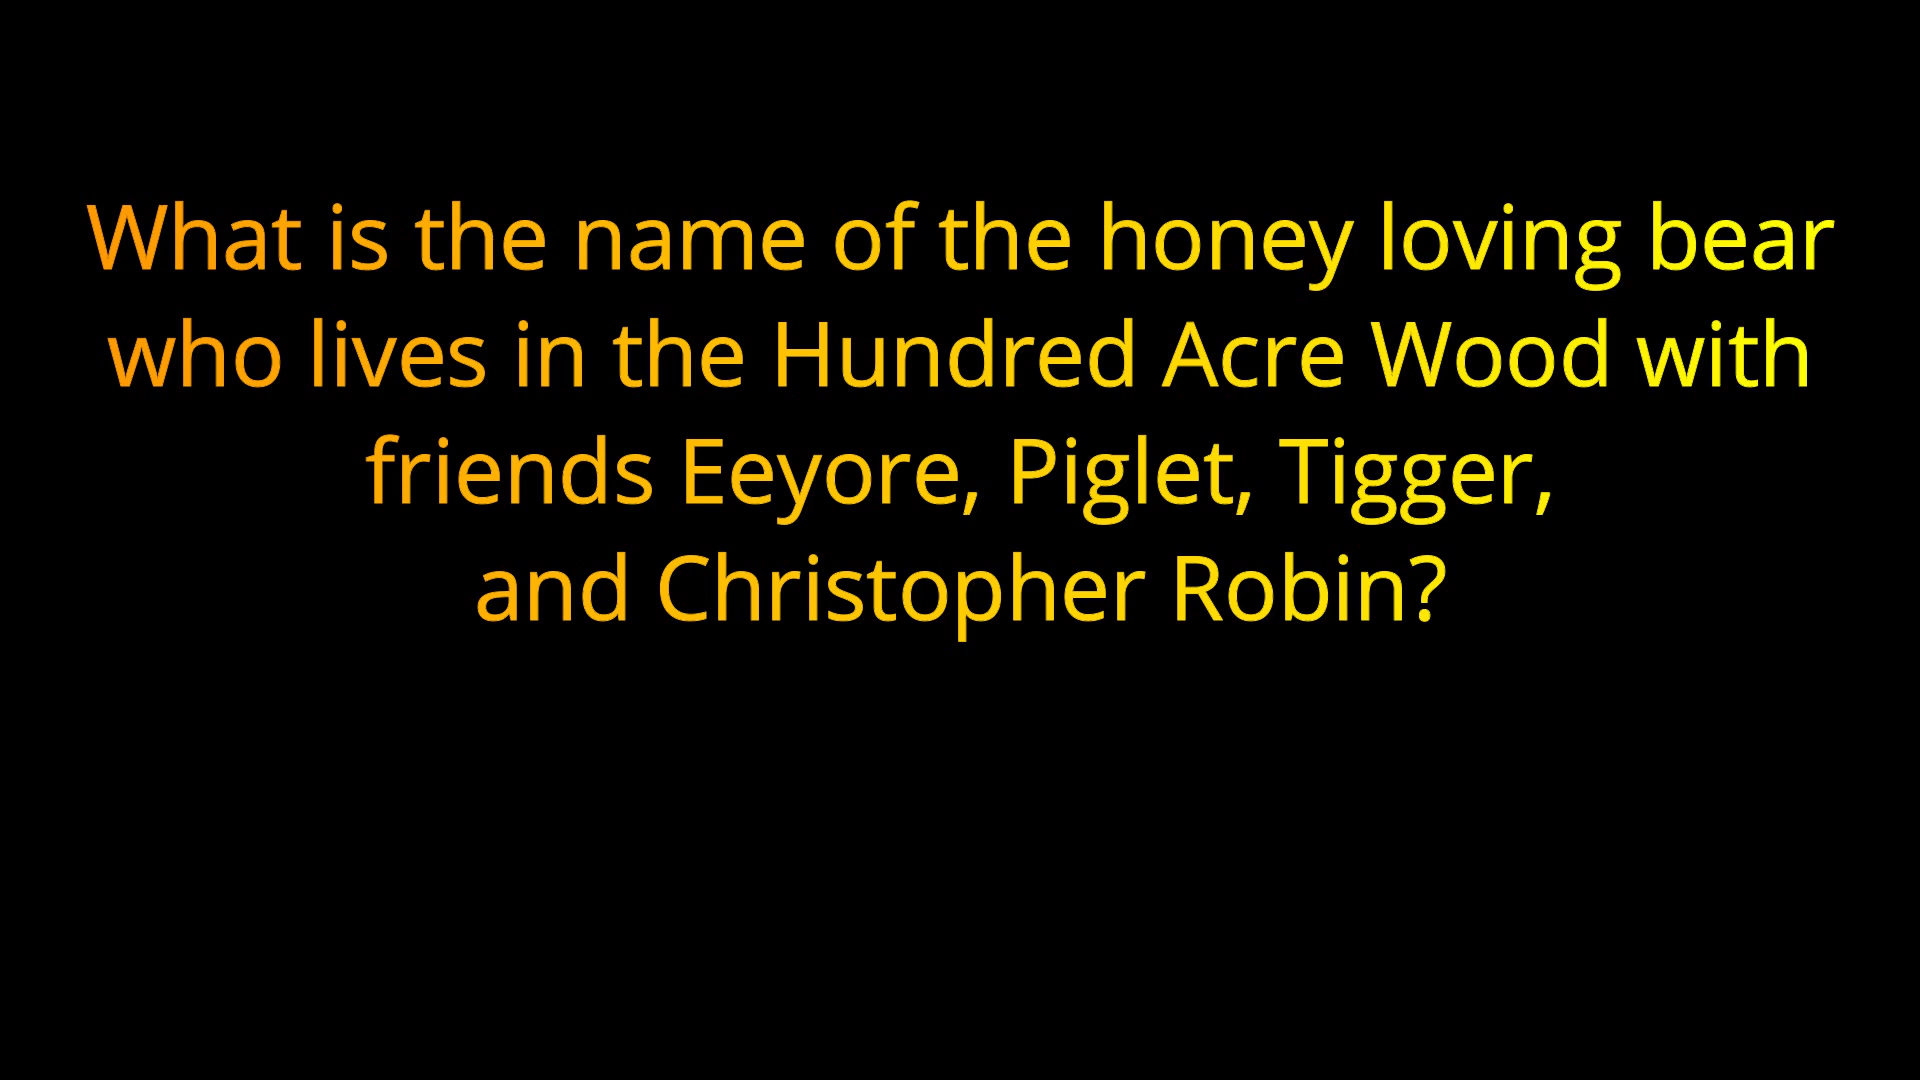 What is the name of the honey loving bear
who lives in the Hundred Acre Wood with
friends Eeyore, Piglet, Tigger,
and Christopher Robin?